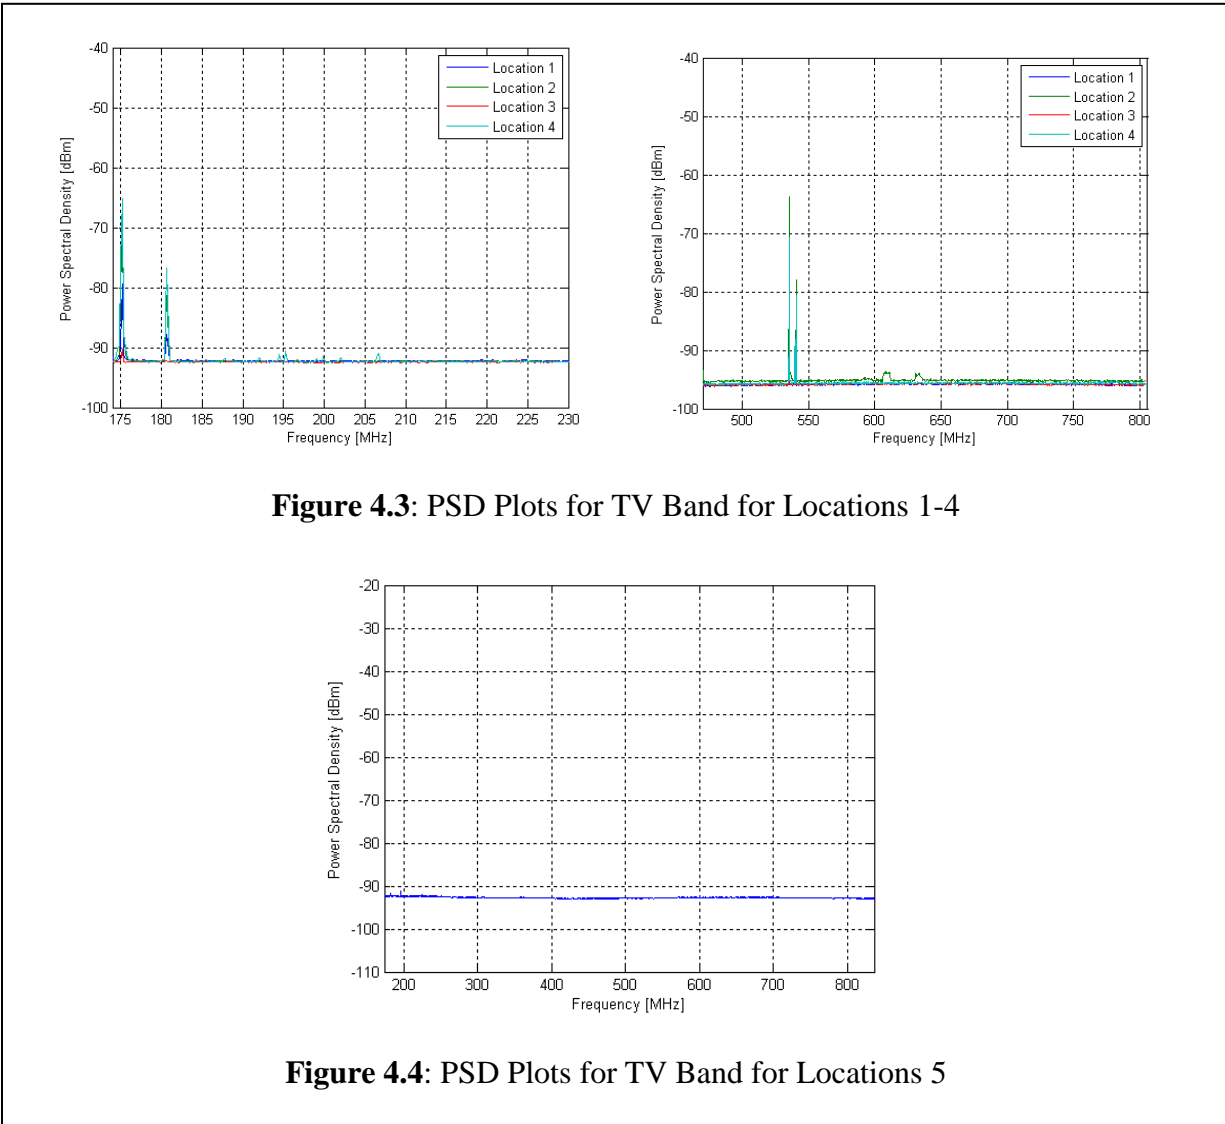 -40
-50
-60
-70
-80
-90
-100
Power Spectral Density [dBm]
175 180 185 190 195 200 205 210 215 220 225 230
Frequency [MHz]
Location 1
Location 2
Location 3
Location 4
-40
-50
-60
-70
-80
-90
-100
Power Spectral Density [dBm]
500 550 600 650 700 750 800
Frequency [MHz]
Location 1
Location 2
Location 3
Location 4
Figure 4.3: PSD Plots for TV Band for Locations 1-4
-20
-30
-40
-50
-60
-70
-80
-90
-100
-110
Power Spectral Density [dBm]
200 300 400 500 600 700 800
Frequency [MHz]
Figure 4.4: PSD Plots for TV Band for Locations 5